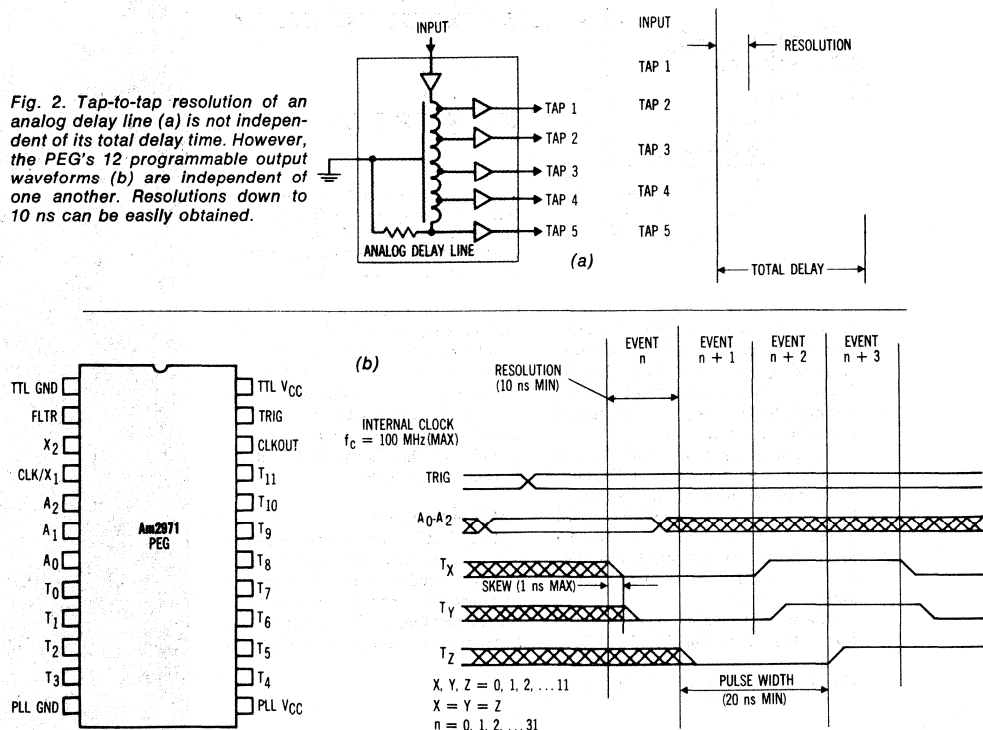 Fig. 2. Tap-to-tap resolution of an
analog delay line (a) is not indepen-
dent of its total delay time. However,
the PEG's 12 programmable output
waveforms (b) are independent of
one another. Resolutions down to
10 ns can be easily obtained.
INPUT
TAP 1
TAP 2
TAP 3
TAP 4
TAP 5
ANALOG DELAY LINE
(a)
INPUT
RESOLUTION
TAP 1
TAP 2
TAP 3
TAP 4
TAP 5
TOTAL DELAY
TTL GND
FLTR
X2
CLK/X1
A2
A1
A0
T0
T1
T2
T3
PLL GND
Am2971
PEG
TTL VCC
TRIG
CLKOUT
T11
T10
T9
T8
T7
T6
T5
T4
PLL VCC
(b)
EVENT
n
EVENT
n + 1
EVENT
n + 2
EVENT
n + 3
RESOLUTION
(10 ns MIN)
INTERNAL CLOCK
fc = 100 MHz (MAX)
TRIG
A0-A2
TX
SKEW (1 ns MAX)
TY
TZ
PULSE WIDTH
(20 ns MIN)
X, Y, Z = 0, 1, 2, ...11
X = Y = Z
n = 0, 1, 2, ...31